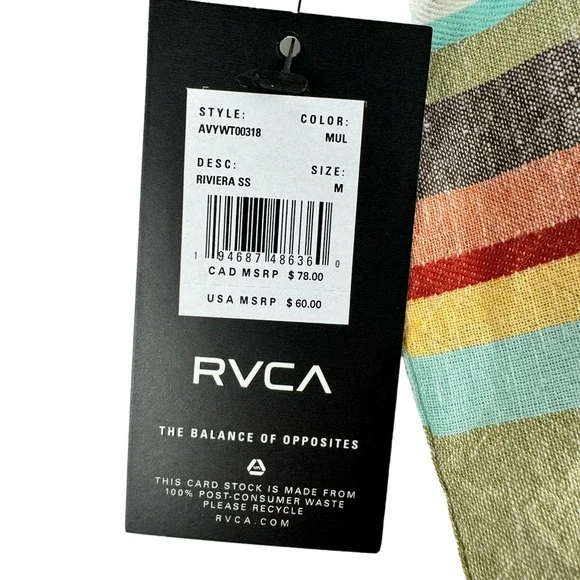 STYLE: COLOR:
AVYWT00318 MUL
DESC: SIZE:
RIVIERA SS M
1 94687 48636 0
CAD MSRP $ 78.00
USA MSRP $ 60.00
RVCA
THE BALANCE OF OPPOSITES
VA
THIS CARD STOCK IS MADE FROM
100% POST-CONSUMER WASTE
PLEASE RECYCLE
RVCA.COM